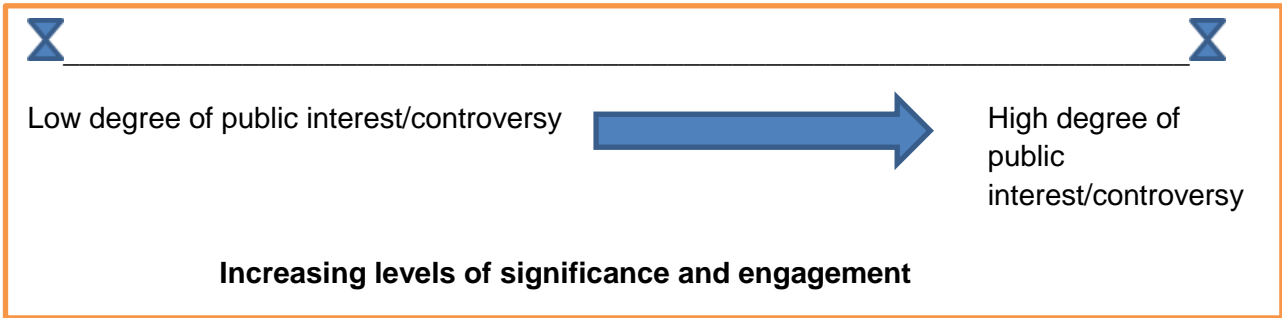 Low degree of public interest/controversy
High degree of
public
interest/controversy
Increasing levels of significance and engagement